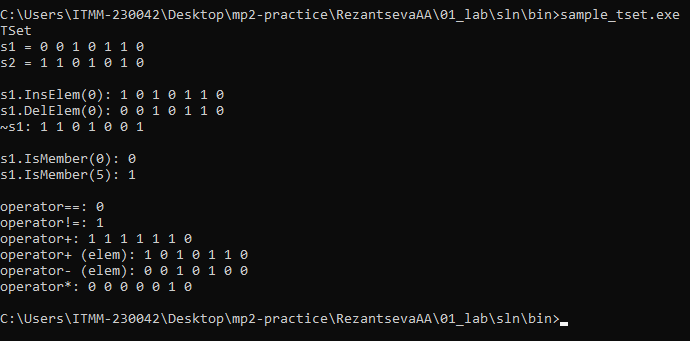 C:\Users\ITMM-230042\Desktop\mp2-practice\RezantsevaAA\01_lab\sln\bin>sample_tset.exe
TSet
s1 = 0 0 1 0 1 1 0
s2 = 1 1 0 1 0 1 0
s1.InsElem(0): 1 0 1 0 1 1 0
s1.DelElem(0): 0 0 1 0 1 1 0
~s1: 1 1 0 1 0 0 1
s1.IsMember(0): 0
s1.IsMember(5): 1
operator==: 0
operator!=: 1
operator+: 1 1 1 1 1 1 0
operator+ (elem): 1 0 1 0 1 1 0
operator- (elem): 0 0 1 0 1 0 0
operator*: 0 0 0 0 0 1 0
C:\Users\ITMM-230042\Desktop\mp2-practice\RezantsevaAA\01_lab\sln\bin>_